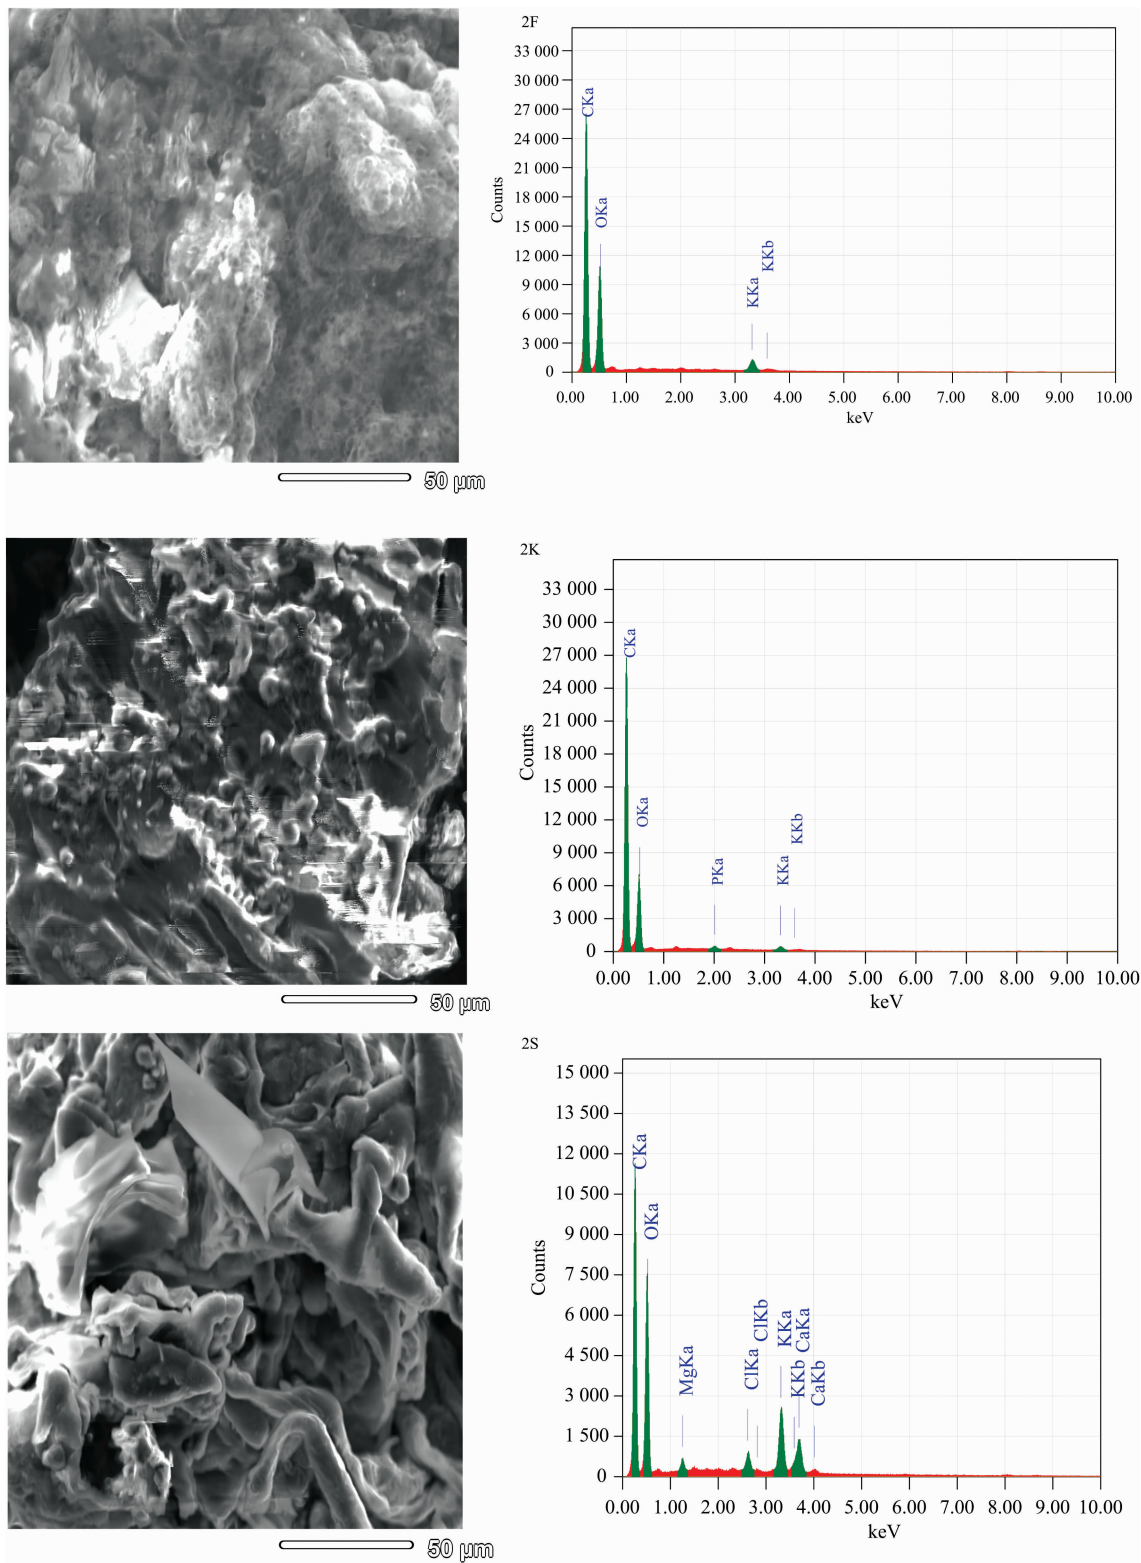 2F
33 000
30 000
27 000
24 000
21 000
18 000
15 000
12 000
9 000
6 000
3 000
0
Counts
CKa
OKa
KKa
KKb
0.00 1.00 2.00 3.00 4.00 5.00 6.00 7.00 8.00 9.00 10.00
keV
50 µm
2K
33 000
30 000
27 000
24 000
21 000
18 000
15 000
12 000
9 000
6 000
3 000
0
Counts
CKa
OKa
PKa
KKa
KKb
0.00 1.00 2.00 3.00 4.00 5.00 6.00 7.00 8.00 9.00 10.00
keV
50 µm
2S
15 000
13 500
12 000
10 500
9 000
7 500
6 000
4 500
3 000
1 500
0
Counts
CKa
OKa
MgKa
ClKa
ClKb
KKa
KKb
CaKa
CaKb
0.00 1.00 2.00 3.00 4.00 5.00 6.00 7.00 8.00 9.00 10.00
keV
50 µm